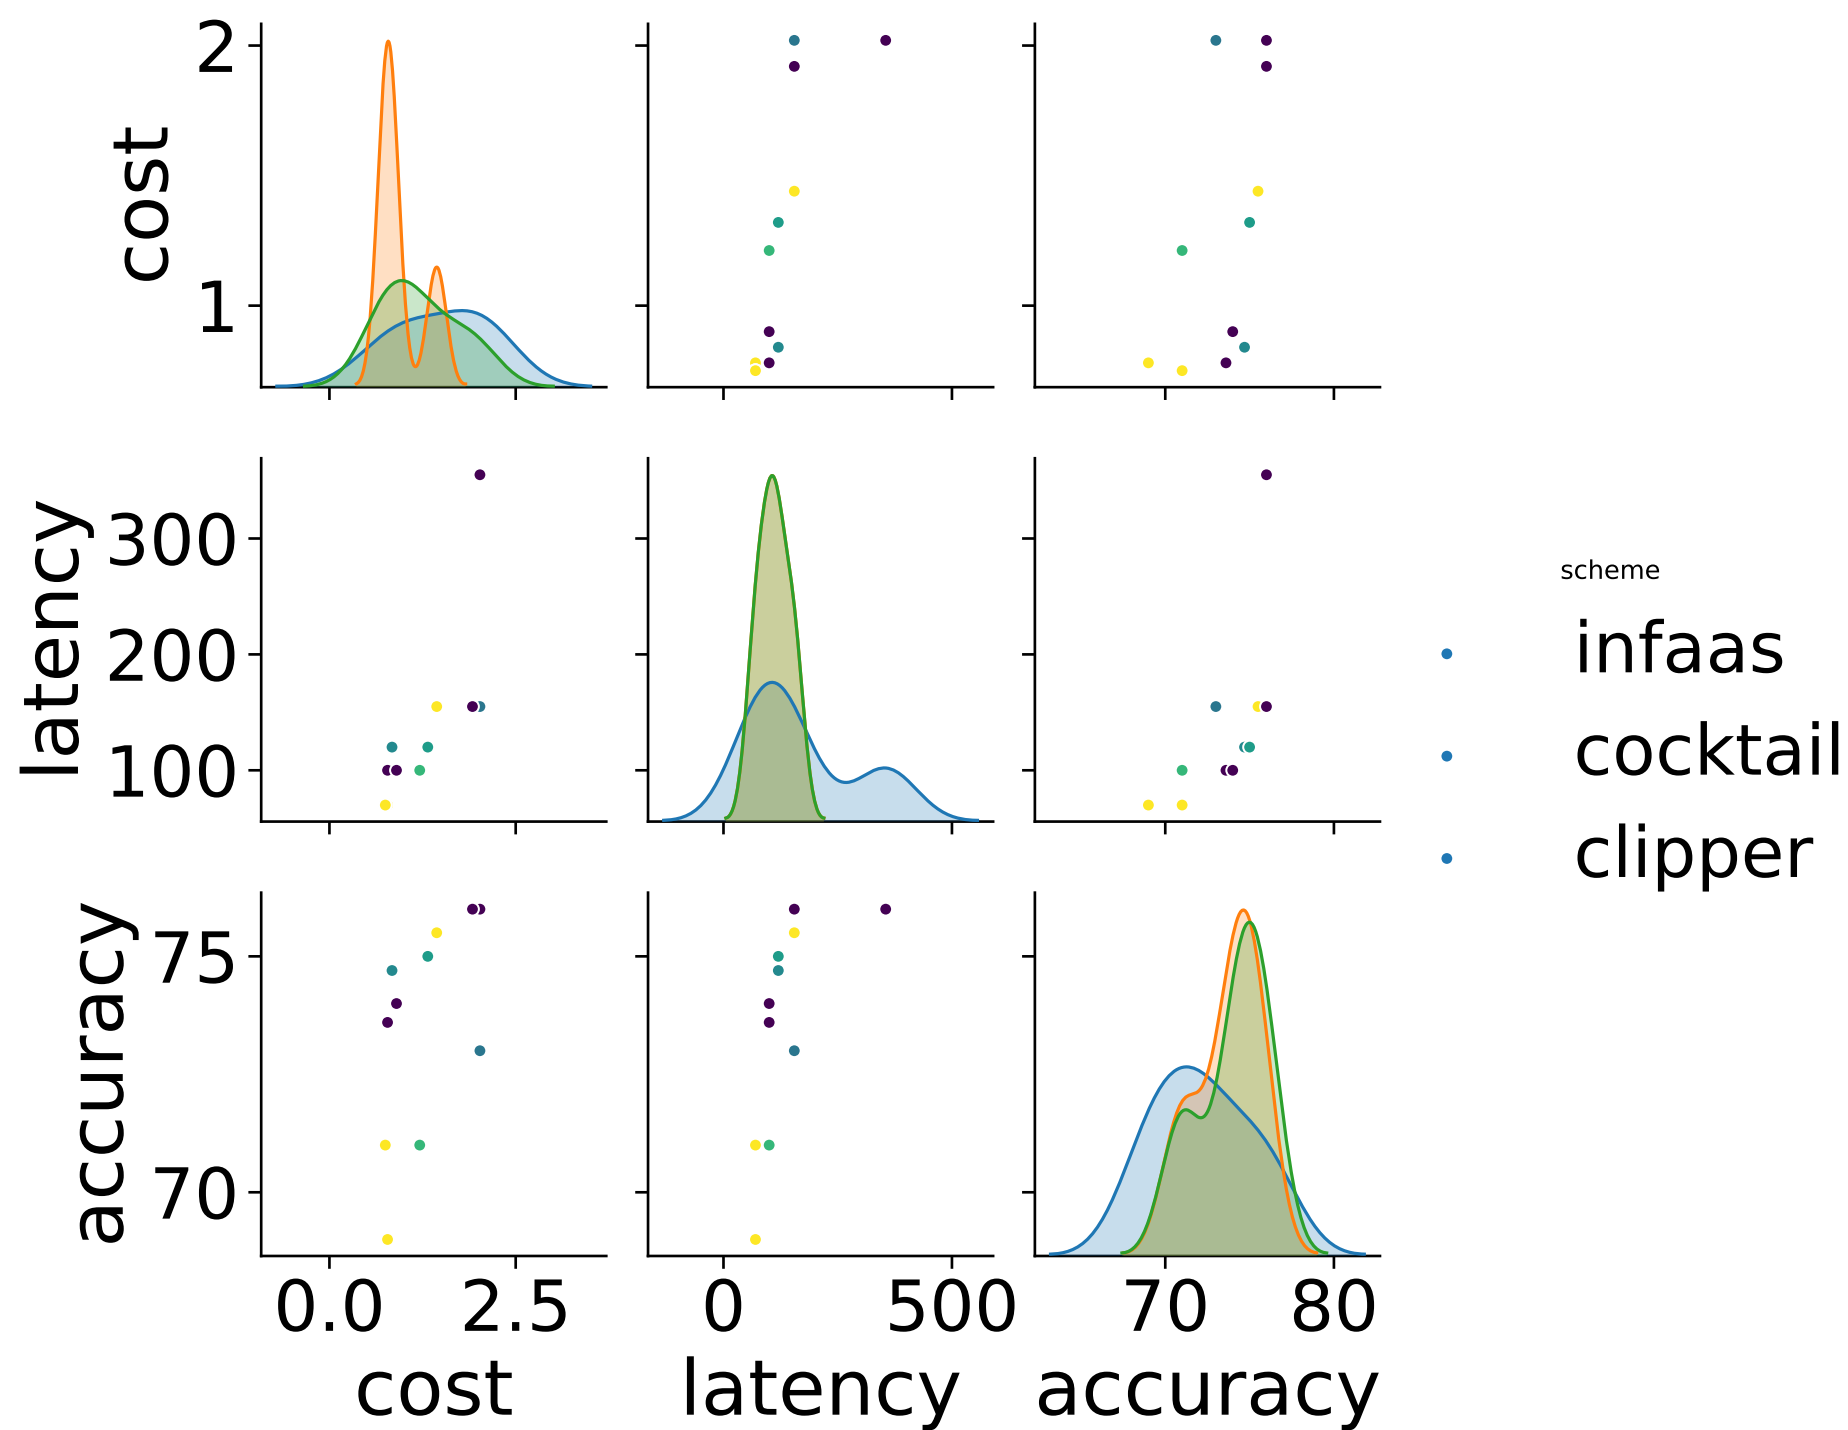 cost
2
1
latency
300
200
100
accuracy
75
70
0.0 2.5 0 500 70 80
cost latency accuracy
scheme
infaas
cocktail
clipper